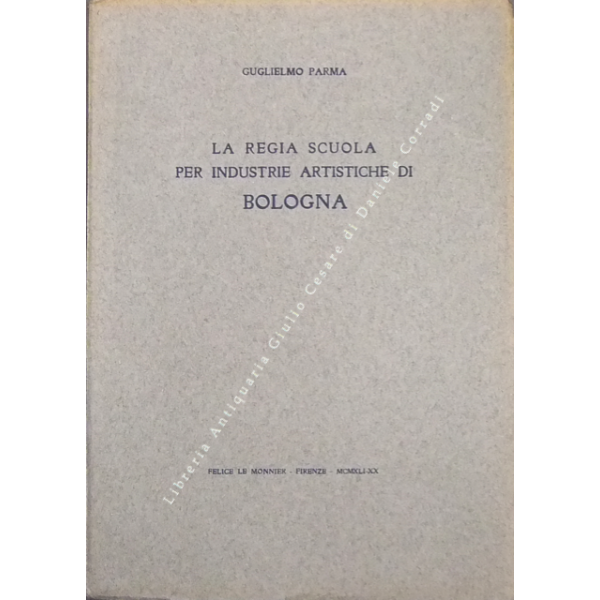 GUGLIELMO PARMA
LA REGIA SCUOLA
PER INDUSTRIE ARTISTICHE DI
BOLOGNA
Libreria Antiquaria Giulio Cesare di Daniele Corradi
FELICE LE MONNIER - FIRENZE - MCMXLI-XX